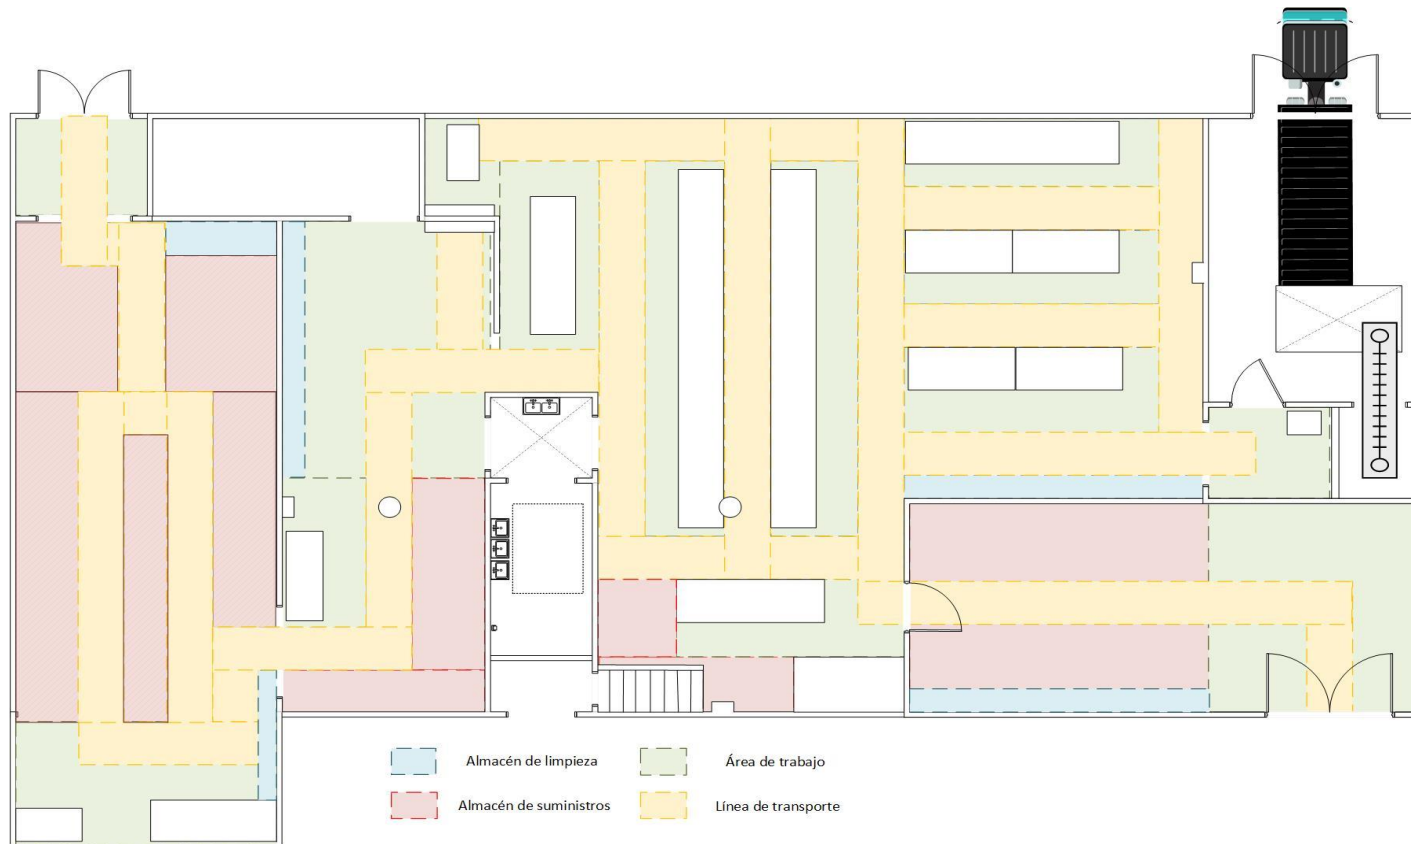 Almacén de limpieza
Área de trabajo
Almacén de suministros
Línea de transporte